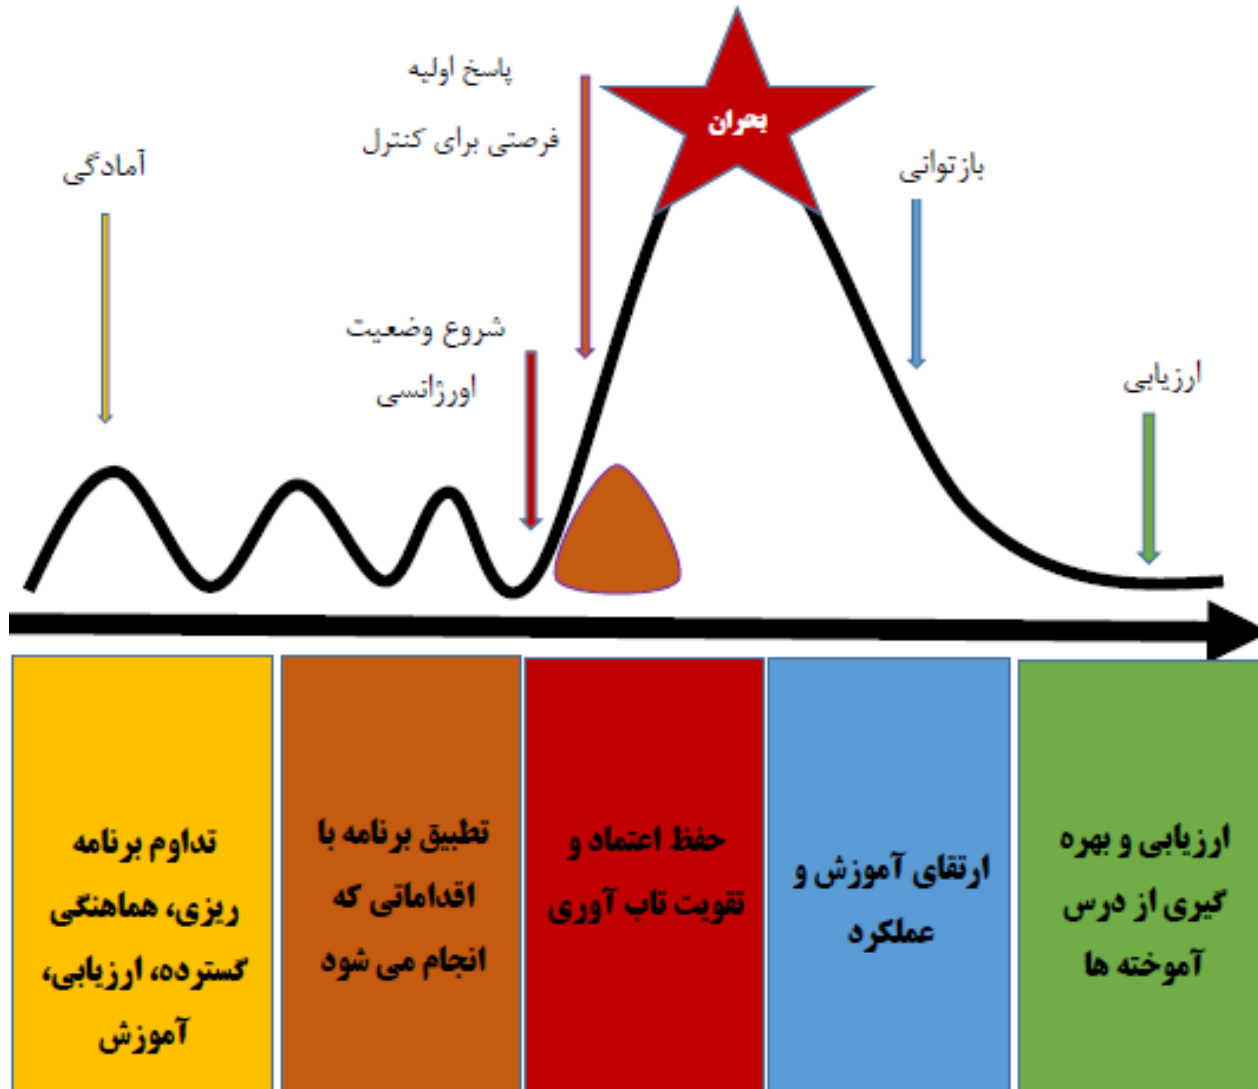 پاسخ اولیه
فرصتی برای کنترل
بحران
آمادگی
بازتوانی
شروع وضعیت
اورژانسی
ارزیابی
تداوم برنامه
ریزی، هماهنگی
گسترده، ارزیابی،
آموزش
تطبیق برنامه با
اقداماتی که
انجام می شود
حفظ اعتماد و
تقویت تاب آوری
ارتقای آموزش و
عملکرد
ارزیابی و بهره
گیری از درس
آموخته ها